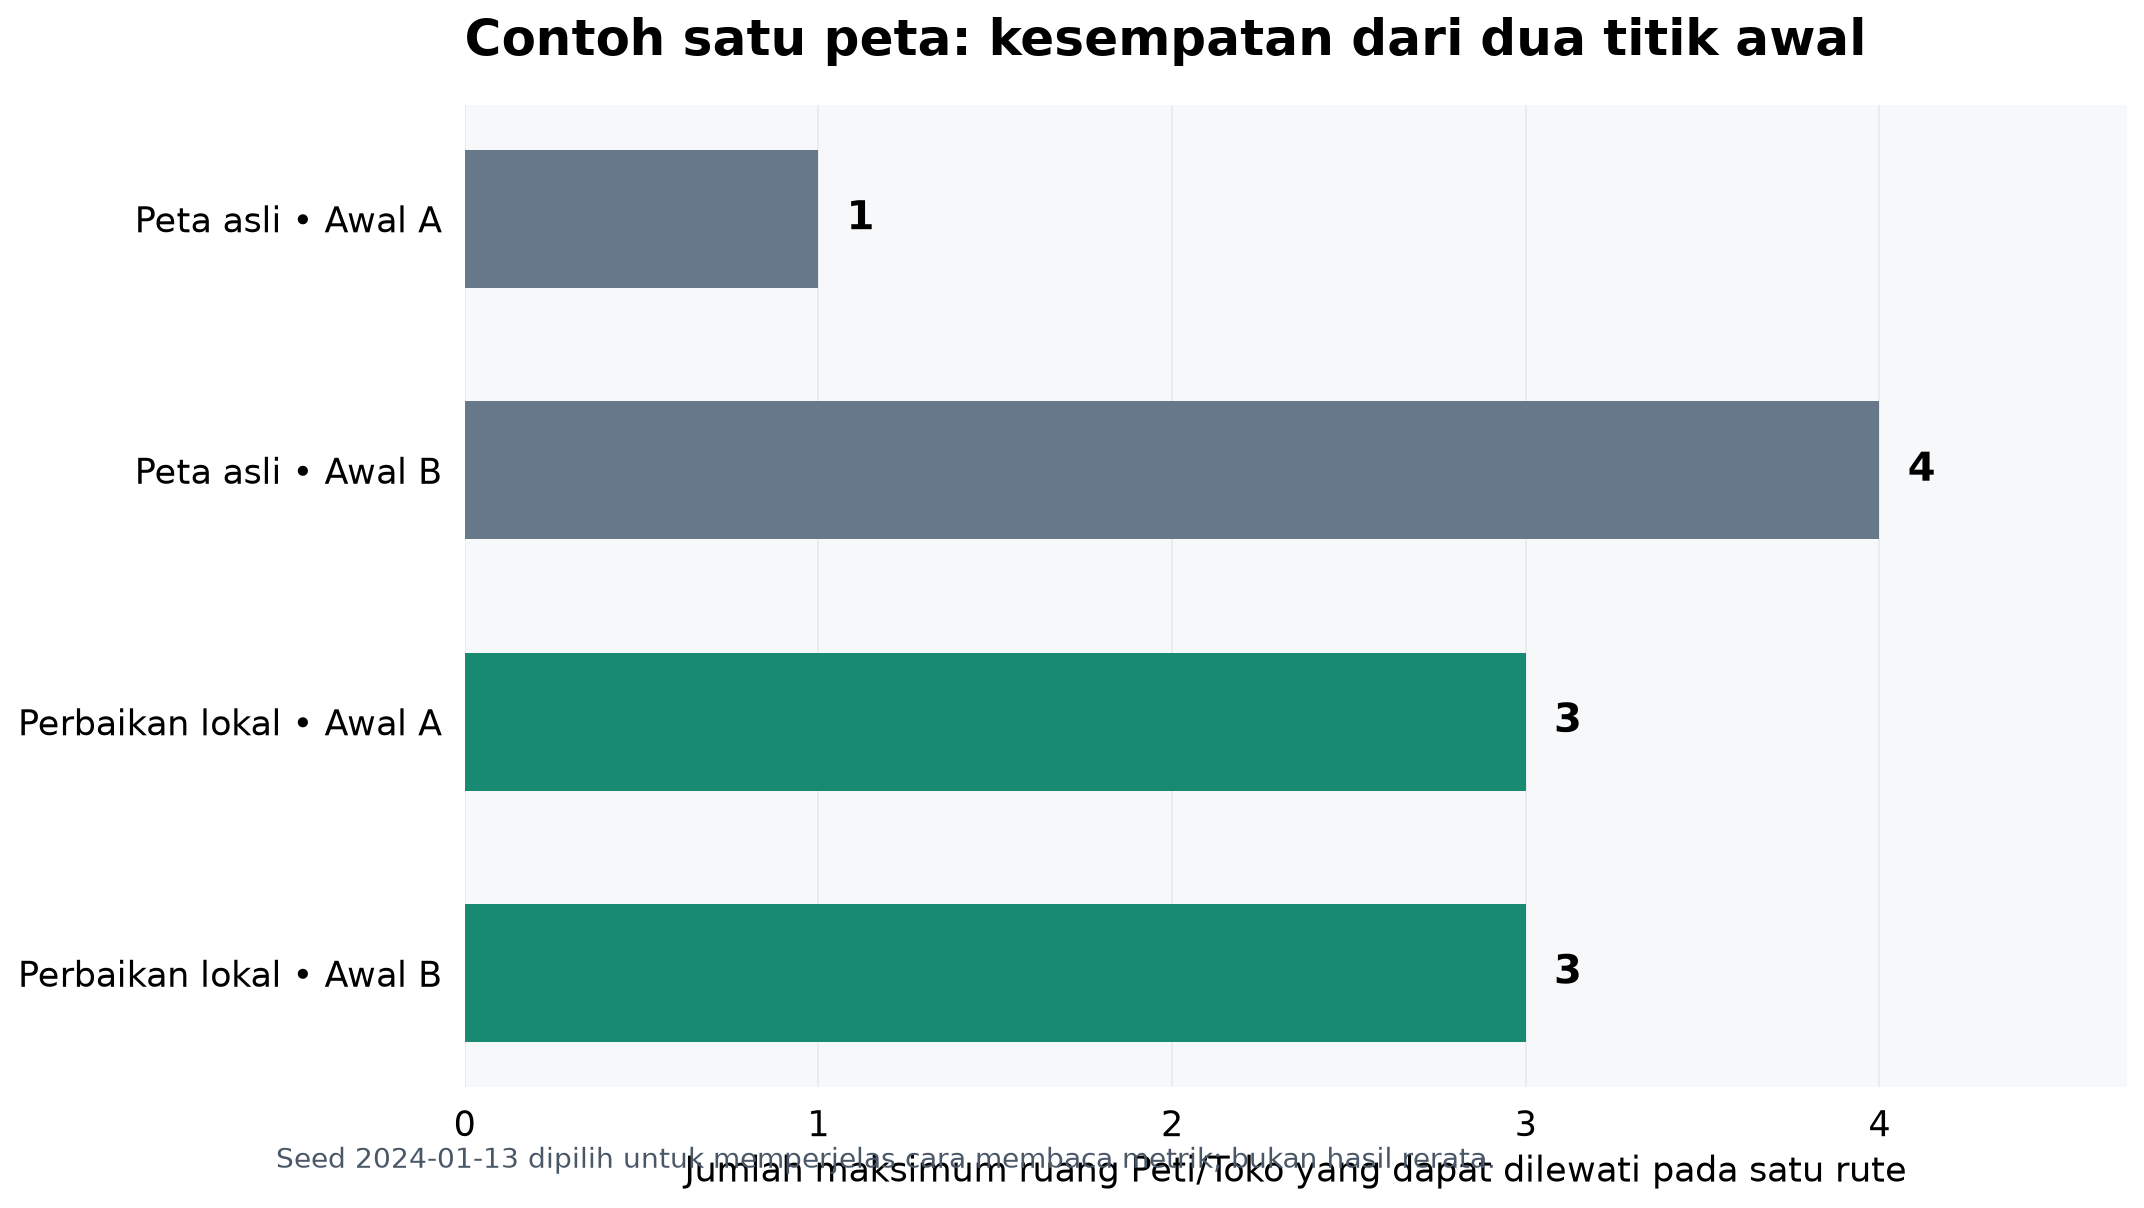 Contoh satu peta: kesempatan dari dua titik awal
Peta asli • Awal A
1
Peta asli • Awal B
4
Perbaikan lokal • Awal A
3
Perbaikan lokal • Awal B
3
0 1 2 3 4
Seed 2024-01-13 dipilih untuk memperjelas cara membaca metrik, bukan hasil rerata.
Jumlah maksimum ruang Peti/Toko yang dapat dilewati pada satu rute